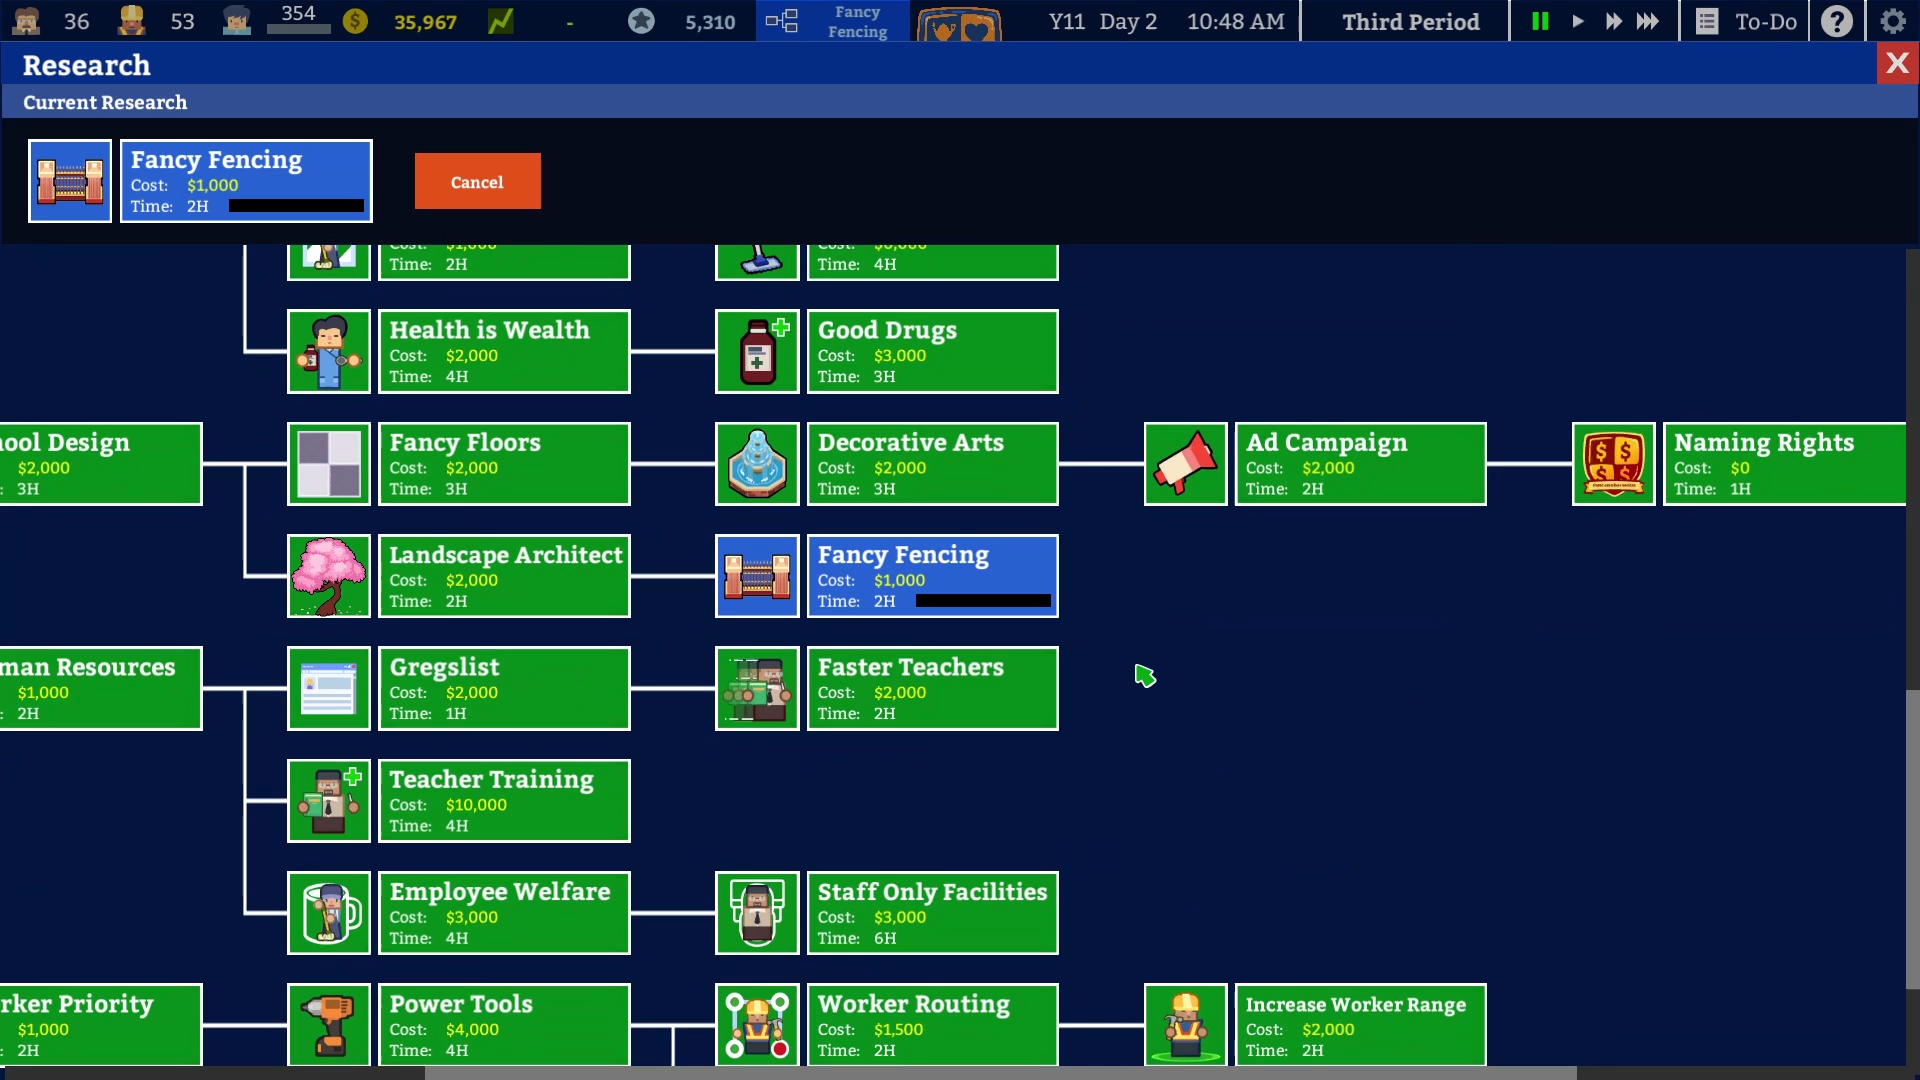 36 53 354 35,967 - 5,310 Fancy Fencing Y11 Day 2 10:48 AM Third Period To-Do ?
Research X
Current Research
Fancy Fencing
Cost: $1,000
Time: 2H
Cancel
Time: 2H
Time: 4H
Health is Wealth
Cost: $2,000
Time: 4H
Good Drugs
Cost: $3,000
Time: 3H
ool Design
$2,000
: 3H
Fancy Floors
Cost: $2,000
Time: 3H
Decorative Arts
Cost: $2,000
Time: 3H
Ad Campaign
Cost: $2,000
Time: 2H
Naming Rights
Cost: $0
Time: 1H
Landscape Architect
Cost: $2,000
Time: 2H
Fancy Fencing
Cost: $1,000
Time: 2H
man Resources
$1,000
: 2H
Gregslist
Cost: $2,000
Time: 1H
Faster Teachers
Cost: $2,000
Time: 2H
Teacher Training
Cost: $10,000
Time: 4H
Employee Welfare
Cost: $3,000
Time: 4H
Staff Only Facilities
Cost: $3,000
Time: 6H
rker Priority
$1,000
: 2H
Power Tools
Cost: $4,000
Time: 4H
Worker Routing
Cost: $1,500
Time: 2H
Increase Worker Range
Cost: $2,000
Time: 2H